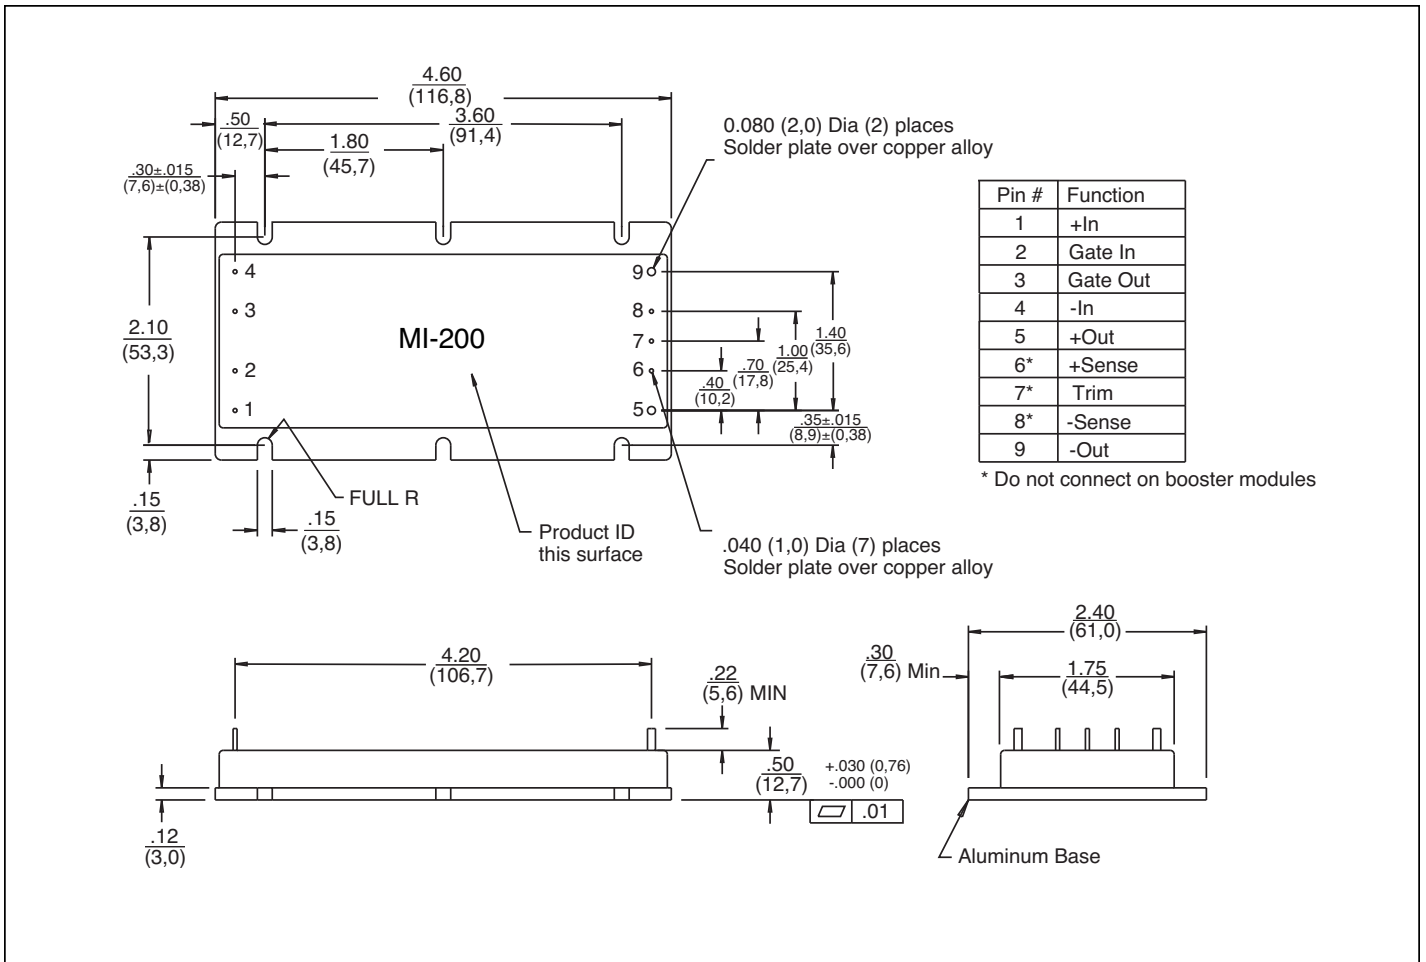 4.60
(116,8)
.50
(12,7)
3.60
(91,4)
1.80
(45,7)
.30±.015
(7,6)±(0,38)
0.080 (2,0) Dia (2) places
Solder plate over copper alloy
4
3
2
1
MI-200
9
8
7
6
5
2.10
(53,3)
1.40
(35,6)
1.00
(25,4)
.70
(17,8)
.40
(10,2)
.35±.015
(8,9)±(0,38)
.15
(3,8)
.15
(3,8)
FULL R
Product ID
this surface
.040 (1,0) Dia (7) places
Solder plate over copper alloy
Pin # Function
1 +In
2 Gate In
3 Gate Out
4 -In
5 +Out
6* +Sense
7* Trim
8* -Sense
9 -Out
* Do not connect on booster modules
4.20
(106,7)
.22
(5,6) MIN
.50
(12,7)
+.030 (0,76)
-.000 (0)
.01
.12
(3,0)
2.40
(61,0)
.30
(7,6) Min
1.75
(44,5)
Aluminum Base